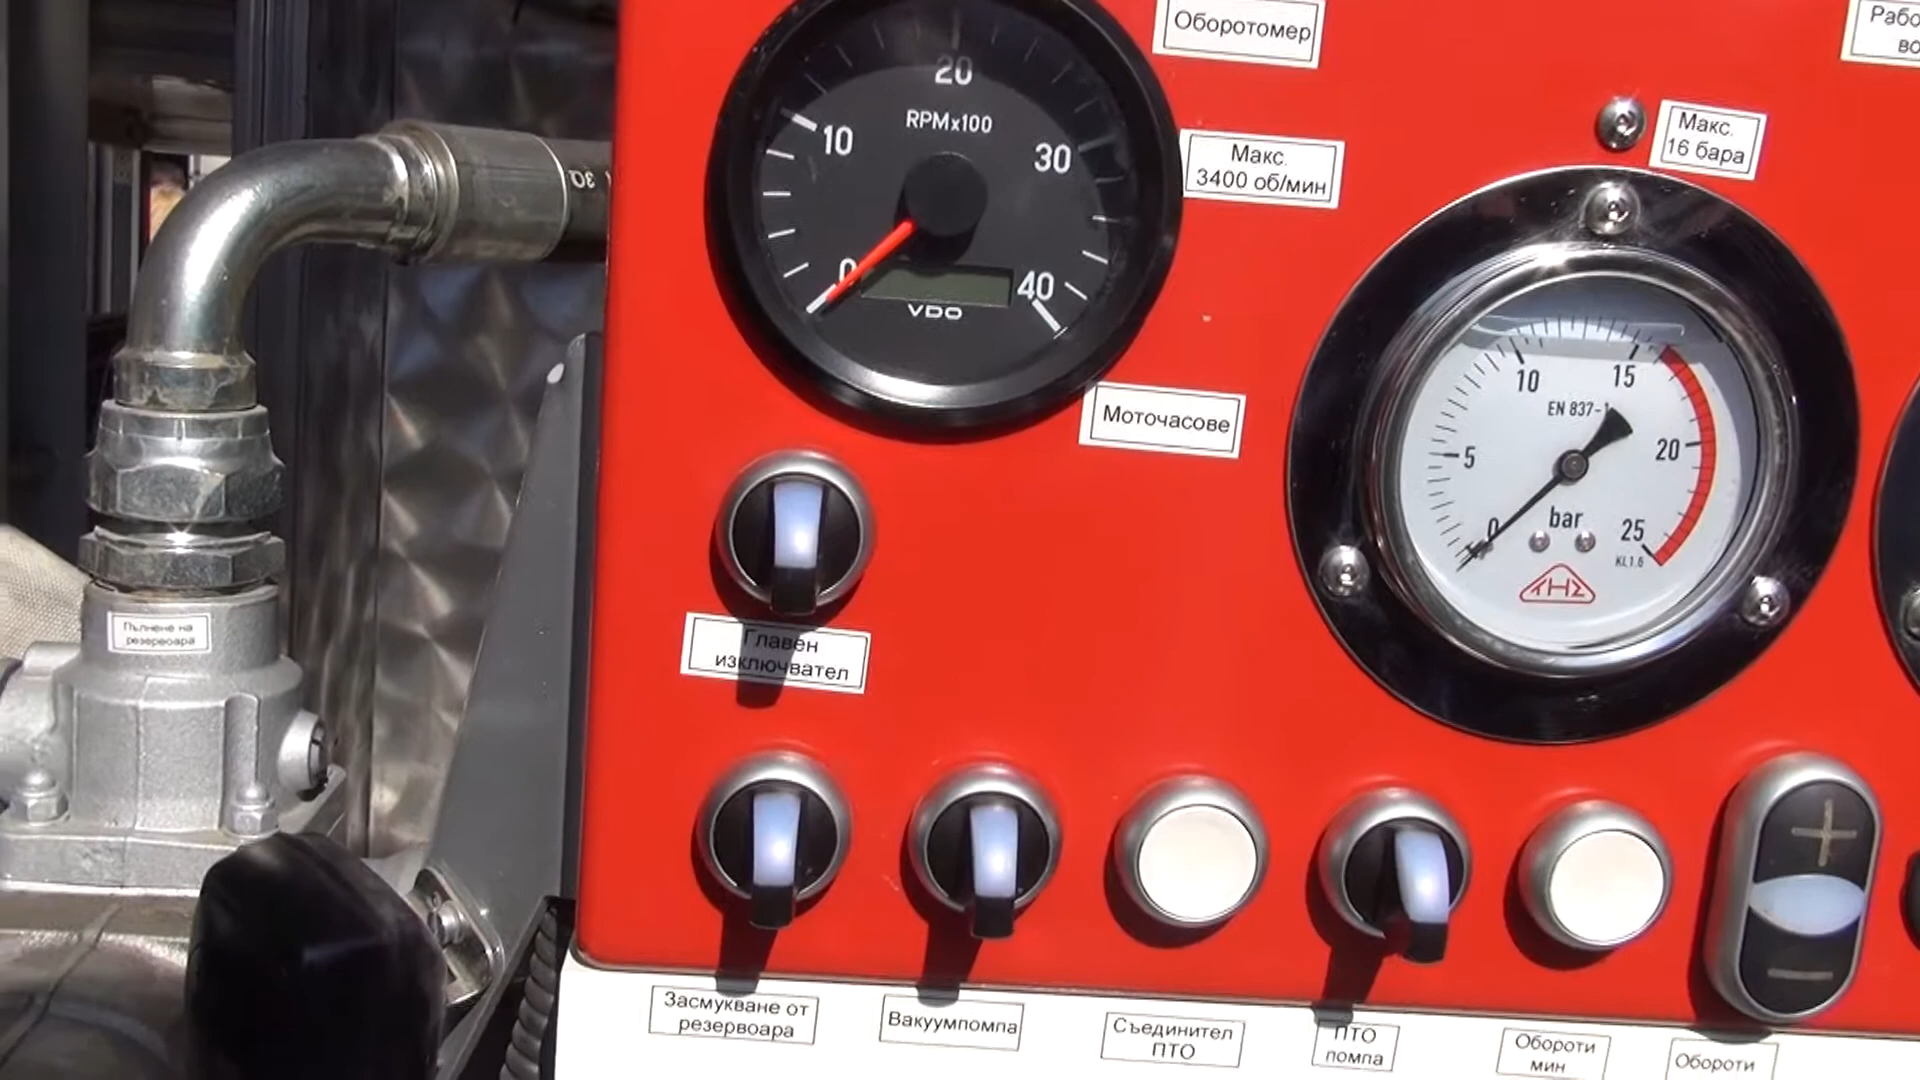 Оборотомер
20
RPMx100
10
30
0
40
VDO
Макс.
3400 об/мин
Макс.
16 бара
Моточасове
10
15
EN 837-1
5
20
0
bar
25
KL1.6
Главен
изключвател
Пълнене на
резервоара
+
−
Засмукване от
резервоара
Вакуумпомпа
Съединител
ПТО
ПТО
помпа
Обороти
мин
Обороти